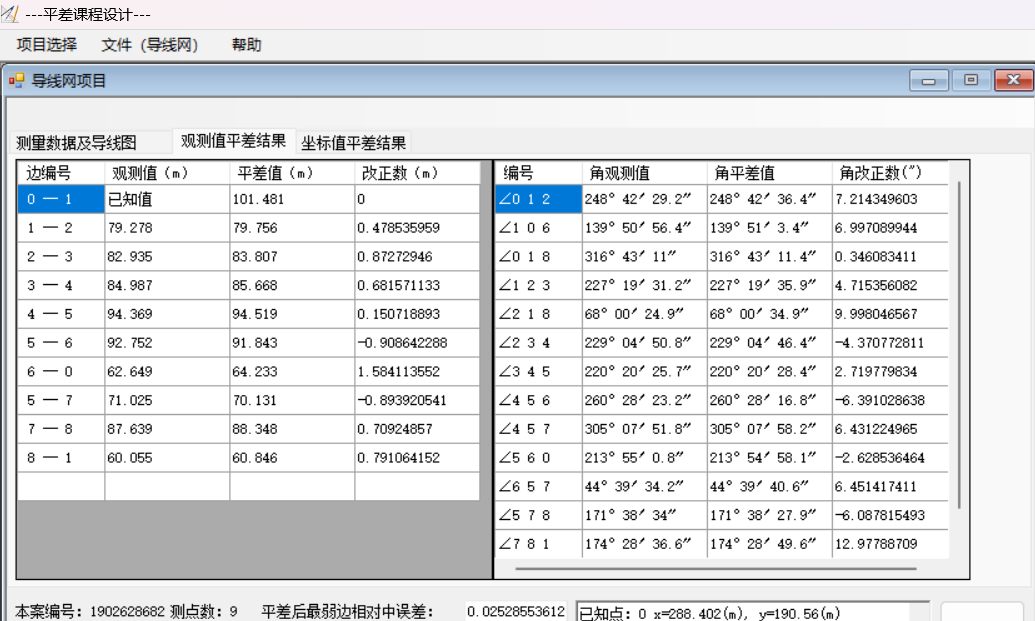 ---平差课程设计---
项目选择 文件（导线网） 帮助
导线网项目
测量数据及导线图 观测值平差结果 坐标值平差结果
边编号 观测值（m） 平差值（m） 改正数（m） 编号 角观测值 角平差值 角改正数(″)
0 — 1 已知值 101.481 0 ∠0 1 2 248° 42′ 29.2″ 248° 42′ 36.4″ 7.214349603
1 — 2 79.278 79.756 0.478535959 ∠1 0 6 139° 50′ 56.4″ 139° 51′ 3.4″ 6.997089944
2 — 3 82.935 83.807 0.87272946 ∠0 1 8 316° 43′ 11″ 316° 43′ 11.4″ 0.346083411
3 — 4 84.987 85.668 0.681571133 ∠1 2 3 227° 19′ 31.2″ 227° 19′ 35.9″ 4.715356082
4 — 5 94.369 94.519 0.150718893 ∠2 1 8 68° 00′ 24.9″ 68° 00′ 34.9″ 9.998046567
5 — 6 92.752 91.843 -0.908642288 ∠2 3 4 229° 04′ 50.8″ 229° 04′ 46.4″ -4.370772811
6 — 0 62.649 64.233 1.584113552 ∠3 4 5 220° 20′ 25.7″ 220° 20′ 28.4″ 2.719779834
5 — 7 71.025 70.131 -0.893920541 ∠4 5 6 260° 28′ 23.2″ 260° 28′ 16.8″ -6.391028638
7 — 8 87.639 88.348 0.70924857 ∠4 5 7 305° 07′ 51.8″ 305° 07′ 58.2″ 6.431224965
8 — 1 60.055 60.846 0.791064152 ∠5 6 0 213° 55′ 0.8″ 213° 54′ 58.1″ -2.628536464
∠6 5 7 44° 39′ 34.2″ 44° 39′ 40.6″ 6.451417411
∠5 7 8 171° 38′ 34″ 171° 38′ 27.9″ -6.087815493
∠7 8 1 174° 28′ 36.6″ 174° 28′ 49.6″ 12.97788709
本案编号：1902628682 测点数：9 平差后最弱边相对中误差： 0.02528553612 已知点：0 x=288.402(m), y=190.56(m)